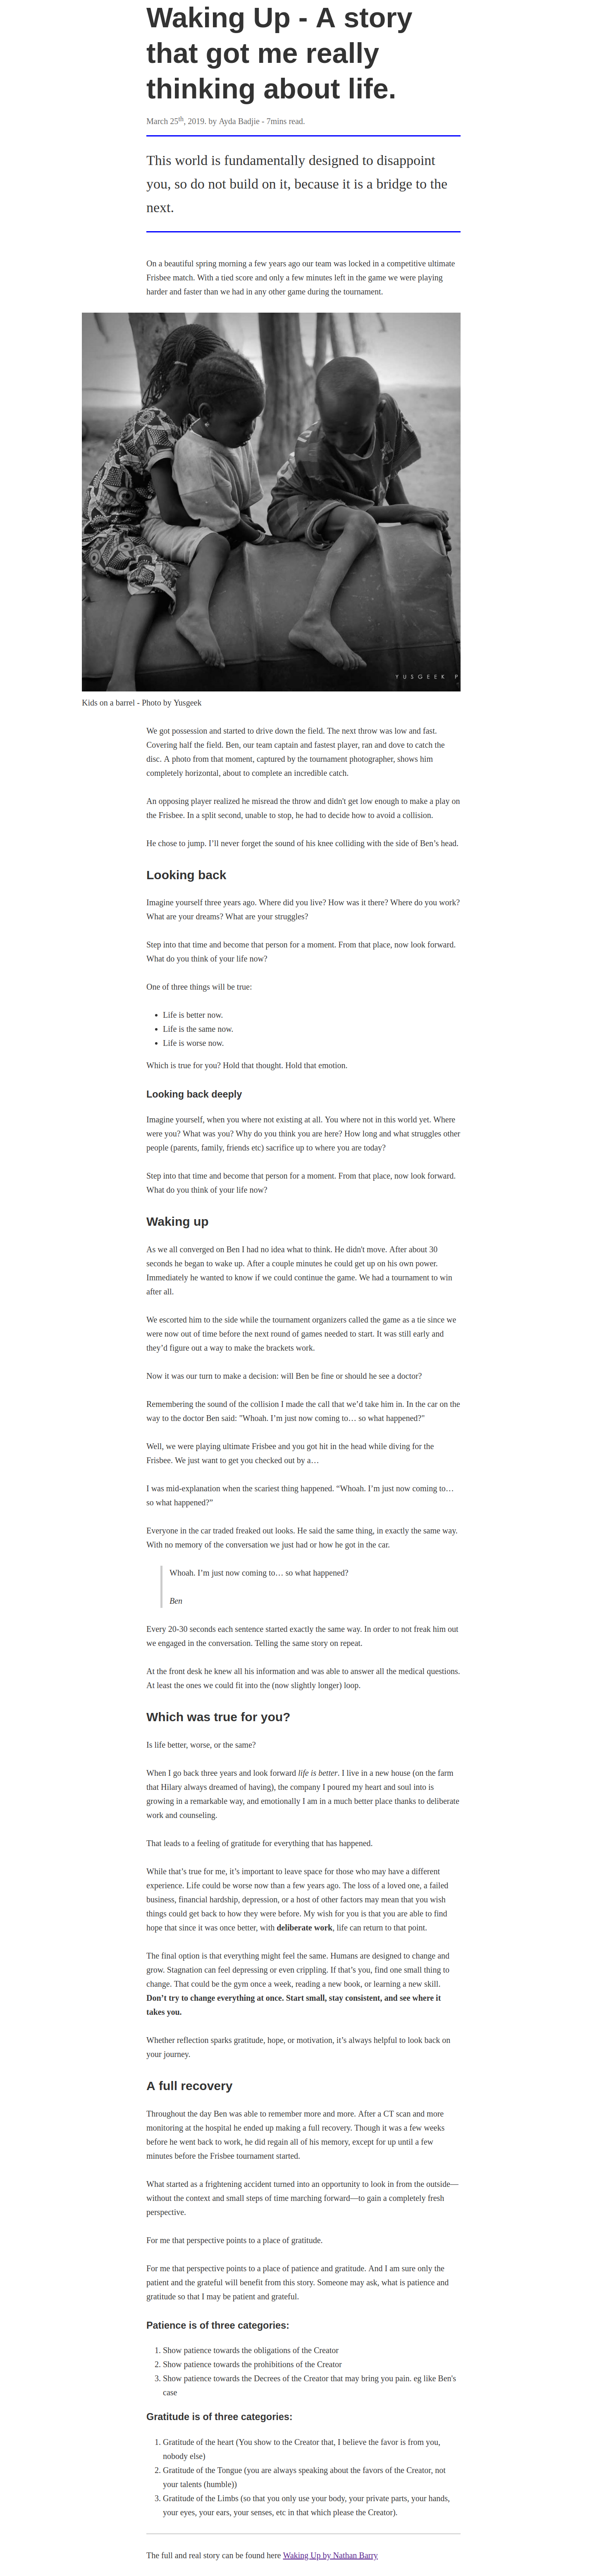 Waking Up - A story
that got me really
thinking about life.
March 25th, 2019. by Ayda Badjie - 7mins read.
This world is fundamentally designed to disappoint
you, so do not build on it, because it is a bridge to the
next.
On a beautiful spring morning a few years ago our team was locked in a competitive ultimate
Frisbee match. With a tied score and only a few minutes left in the game we were playing
harder and faster than we had in any other game during the tournament.
YUSGEEK P
Kids on a barrel - Photo by Yusgeek
We got possession and started to drive down the field. The next throw was low and fast.
Covering half the field. Ben, our team captain and fastest player, ran and dove to catch the
disc. A photo from that moment, captured by the tournament photographer, shows him
completely horizontal, about to complete an incredible catch.
An opposing player realized he misread the throw and didn't get low enough to make a play on
the Frisbee. In a split second, unable to stop, he had to decide how to avoid a collision.
He chose to jump. I’ll never forget the sound of his knee colliding with the side of Ben’s head.
Looking back
Imagine yourself three years ago. Where did you live? How was it there? Where do you work?
What are your dreams? What are your struggles?
Step into that time and become that person for a moment. From that place, now look forward.
What do you think of your life now?
One of three things will be true:
• Life is better now.
• Life is the same now.
• Life is worse now.
Which is true for you? Hold that thought. Hold that emotion.
Looking back deeply
Imagine yourself, when you where not existing at all. You where not in this world yet. Where
were you? What was you? Why do you think you are here? How long and what struggles other
people (parents, family, friends etc) sacrifice up to where you are today?
Step into that time and become that person for a moment. From that place, now look forward.
What do you think of your life now?
Waking up
As we all converged on Ben I had no idea what to think. He didn't move. After about 30
seconds he began to wake up. After a couple minutes he could get up on his own power.
Immediately he wanted to know if we could continue the game. We had a tournament to win
after all.
We escorted him to the side while the tournament organizers called the game as a tie since we
were now out of time before the next round of games needed to start. It was still early and
they’d figure out a way to make the brackets work.
Now it was our turn to make a decision: will Ben be fine or should he see a doctor?
Remembering the sound of the collision I made the call that we’d take him in. In the car on the
way to the doctor Ben said: "Whoah. I’m just now coming to… so what happened?"
Well, we were playing ultimate Frisbee and you got hit in the head while diving for the
Frisbee. We just want to get you checked out by a…
I was mid-explanation when the scariest thing happened. “Whoah. I’m just now coming to…
so what happened?”
Everyone in the car traded freaked out looks. He said the same thing, in exactly the same way.
With no memory of the conversation we just had or how he got in the car.
Whoah. I’m just now coming to… so what happened?
Ben
Every 20-30 seconds each sentence started exactly the same way. In order to not freak him out
we engaged in the conversation. Telling the same story on repeat.
At the front desk he knew all his information and was able to answer all the medical questions.
At least the ones we could fit into the (now slightly longer) loop.
Which was true for you?
Is life better, worse, or the same?
When I go back three years and look forward life is better. I live in a new house (on the farm
that Hilary always dreamed of having), the company I poured my heart and soul into is
growing in a remarkable way, and emotionally I am in a much better place thanks to deliberate
work and counseling.
That leads to a feeling of gratitude for everything that has happened.
While that’s true for me, it’s important to leave space for those who may have a different
experience. Life could be worse now than a few years ago. The loss of a loved one, a failed
business, financial hardship, depression, or a host of other factors may mean that you wish
things could get back to how they were before. My wish for you is that you are able to find
hope that since it was once better, with deliberate work, life can return to that point.
The final option is that everything might feel the same. Humans are designed to change and
grow. Stagnation can feel depressing or even crippling. If that’s you, find one small thing to
change. That could be the gym once a week, reading a new book, or learning a new skill.
Don’t try to change everything at once. Start small, stay consistent, and see where it
takes you.
Whether reflection sparks gratitude, hope, or motivation, it’s always helpful to look back on
your journey.
A full recovery
Throughout the day Ben was able to remember more and more. After a CT scan and more
monitoring at the hospital he ended up making a full recovery. Though it was a few weeks
before he went back to work, he did regain all of his memory, except for up until a few
minutes before the Frisbee tournament started.
What started as a frightening accident turned into an opportunity to look in from the outside—
without the context and small steps of time marching forward—to gain a completely fresh
perspective.
For me that perspective points to a place of gratitude.
For me that perspective points to a place of patience and gratitude. And I am sure only the
patient and the grateful will benefit from this story. Someone may ask, what is patience and
gratitude so that I may be patient and grateful.
Patience is of three categories:
1. Show patience towards the obligations of the Creator
2. Show patience towards the prohibitions of the Creator
3. Show patience towards the Decrees of the Creator that may bring you pain. eg like Ben's
case
Gratitude is of three categories:
1. Gratitude of the heart (You show to the Creator that, I believe the favor is from you,
nobody else)
2. Gratitude of the Tongue (you are always speaking about the favors of the Creator, not
your talents (humble))
3. Gratitude of the Limbs (so that you only use your body, your private parts, your hands,
your eyes, your ears, your senses, etc in that which please the Creator).
The full and real story can be found here Waking Up by Nathan Barry